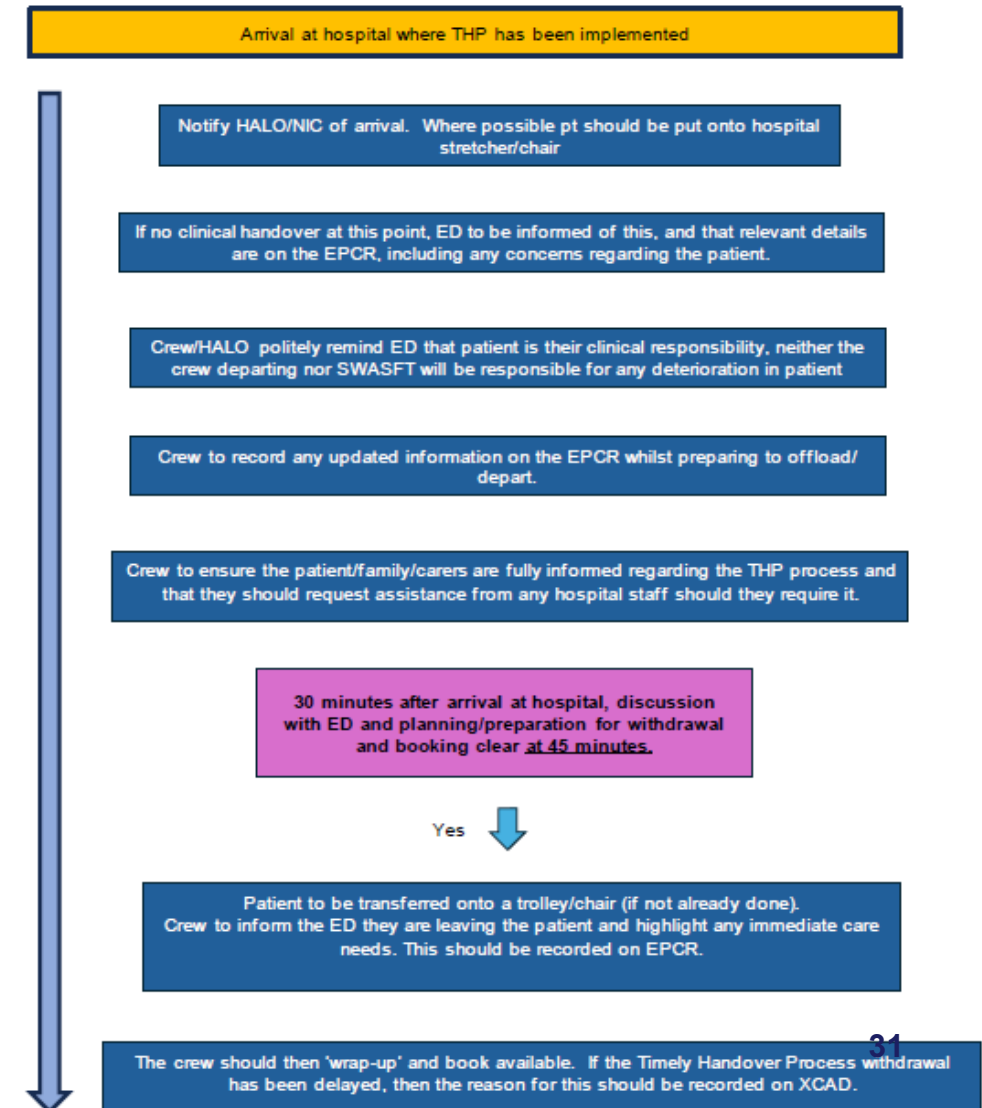 Arrival at hospital where THP has been implemented
Notify HALO/NIC of arrival. Where possible pt should be put onto hospital
stretcher/chair
If no clinical handover at this point, ED to be informed of this, and that relevant details
are on the EPCR, including any concerns regarding the patient.
Crew/HALO politely remind ED that patient is their clinical responsibility, neither the
crew departing nor SWASFT will be responsible for any deterioration in patient
Crew to record any updated information on the EPCR whilst preparing to offload/
depart.
Crew to ensure the patient/family/carers are fully informed regarding the THP process and
that they should request assistance from any hospital staff should they require it.
30 minutes after arrival at hospital, discussion
with ED and planning/preparation for withdrawal
and booking clear at 45 minutes.
Yes
Patient to be transferred onto a trolley/chair (if not already done).
Crew to inform the ED they are leaving the patient and highlight any immediate care
needs. This should be recorded on EPCR.
31
The crew should then 'wrap-up' and book available. If the Timely Handover Process withdrawal
has been delayed, then the reason for this should be recorded on XCAD.